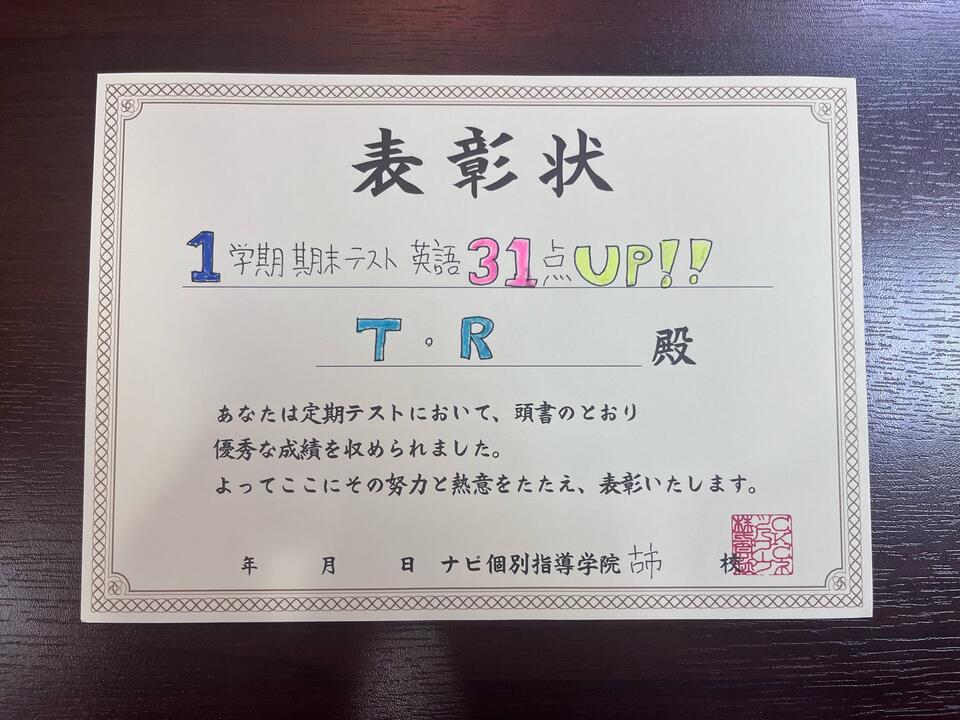 表彰状
1学期期末テスト 英語31点UP!!
T。R 殿
あなたは定期テストにおいて、頭書のとおり
優秀な成績を収められました。
よってここにその努力と熱意をたたえ、表彰いたします。
年 月 日 ナビ個別指導学院 校